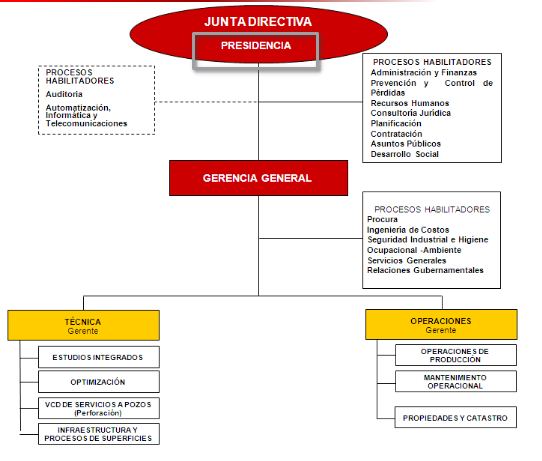 JUNTA DIRECTIVA
PRESIDENCIA
PROCESOS
HABILITADORES
Auditoria
Automatización,
Informática y
Telecomunicaciones
PROCESOS HABILITADORES
Administración y Finanzas
Prevención y Control de
Pérdidas
Recursos Humanos
Consultoria Jurídica
Planificación
Contratación
Asuntos Públicos
Desarrollo Social
GERENCIA GENERAL
PROCESOS HABILITADORES
Procura
Ingeniería de Costos
Seguridad Industrial e Higiene
Ocupacional -Ambiente
Servicios Generales
Relaciones Gubernamentales
TÉCNICA
Gerente
ESTUDIOS INTEGRADOS
OPTIMIZACIÓN
VCD DE SERVICIOS A POZOS
(Perforación)
INFRAESTRUCTURA Y
PROCESOS DE SUPERFICIES
OPERACIONES
Gerente
OPERACIONES DE
PRODUCCIÓN
MANTENIMIENTO
OPERACIONAL
PROPIEDADES Y CATASTRO